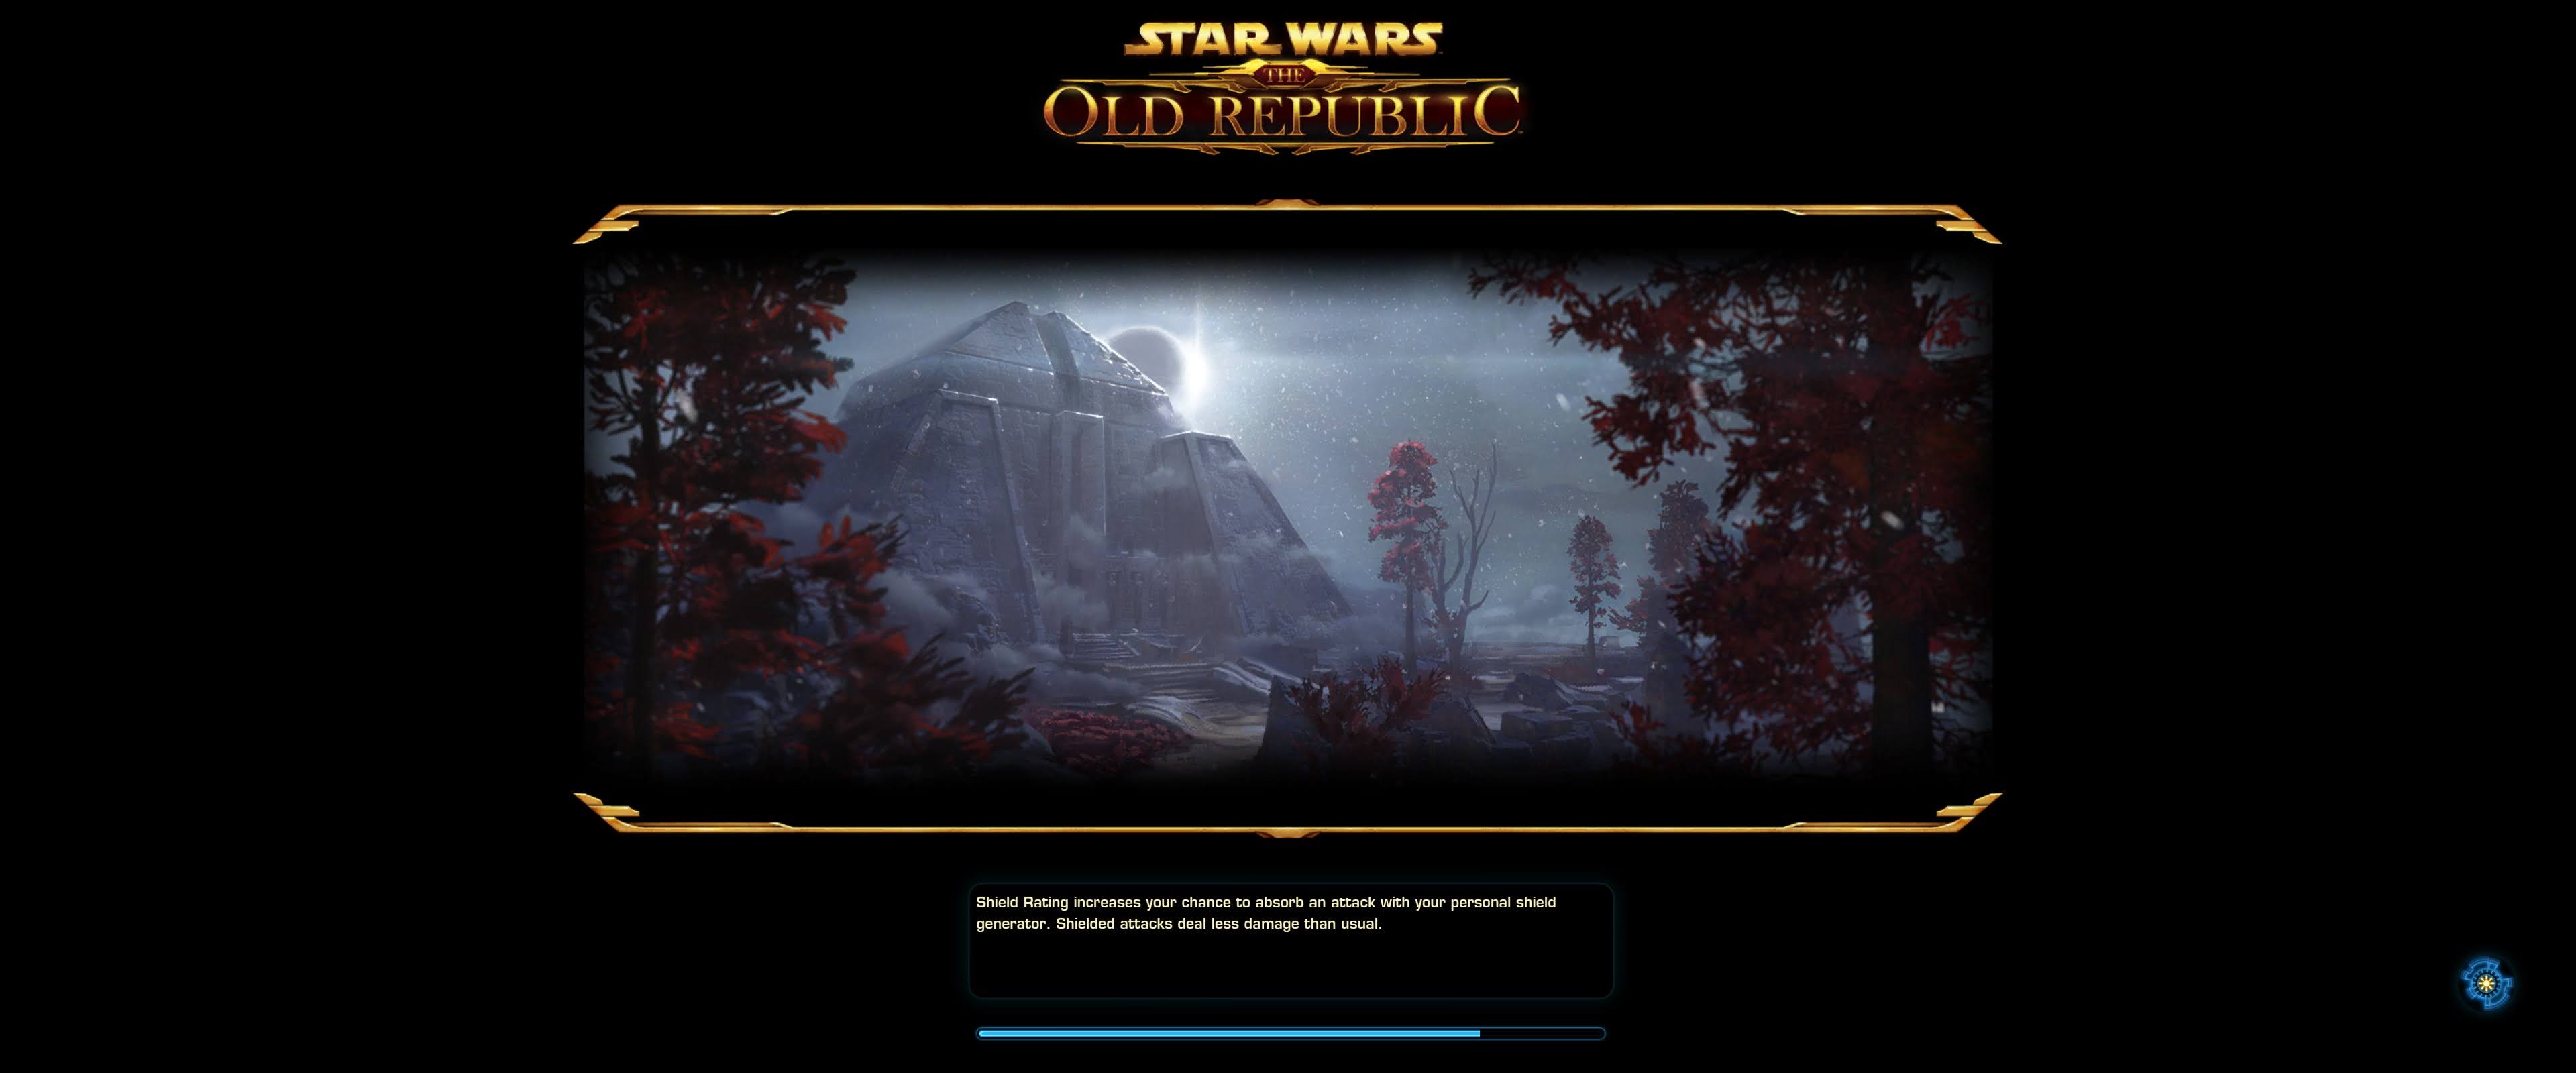 STAR WARS
THE
OLD REPUBLIC
Shield Rating increases your chance to absorb an attack with your personal shield
generator. Shielded attacks deal less damage than usual.